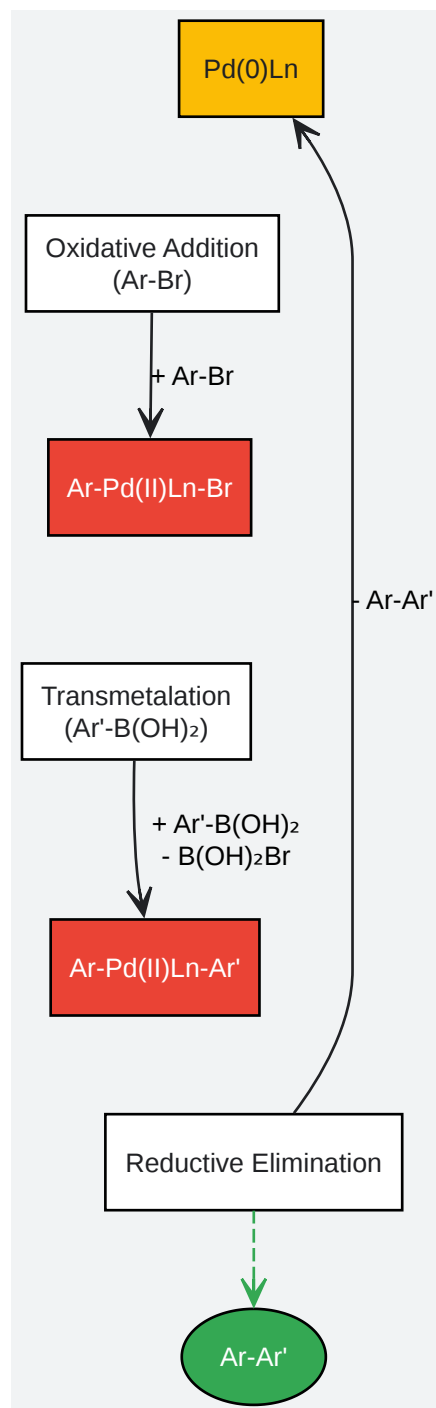 Pd(0)Ln
Oxidative Addition
(Ar-Br)
+ Ar-Br
Ar-Pd(II)Ln-Br
- Ar-Ar'
Transmetalation
(Ar'-B(OH)₂)
+ Ar'-B(OH)₂
- B(OH)₂Br
Ar-Pd(II)Ln-Ar'
Reductive Elimination
Ar-Ar'